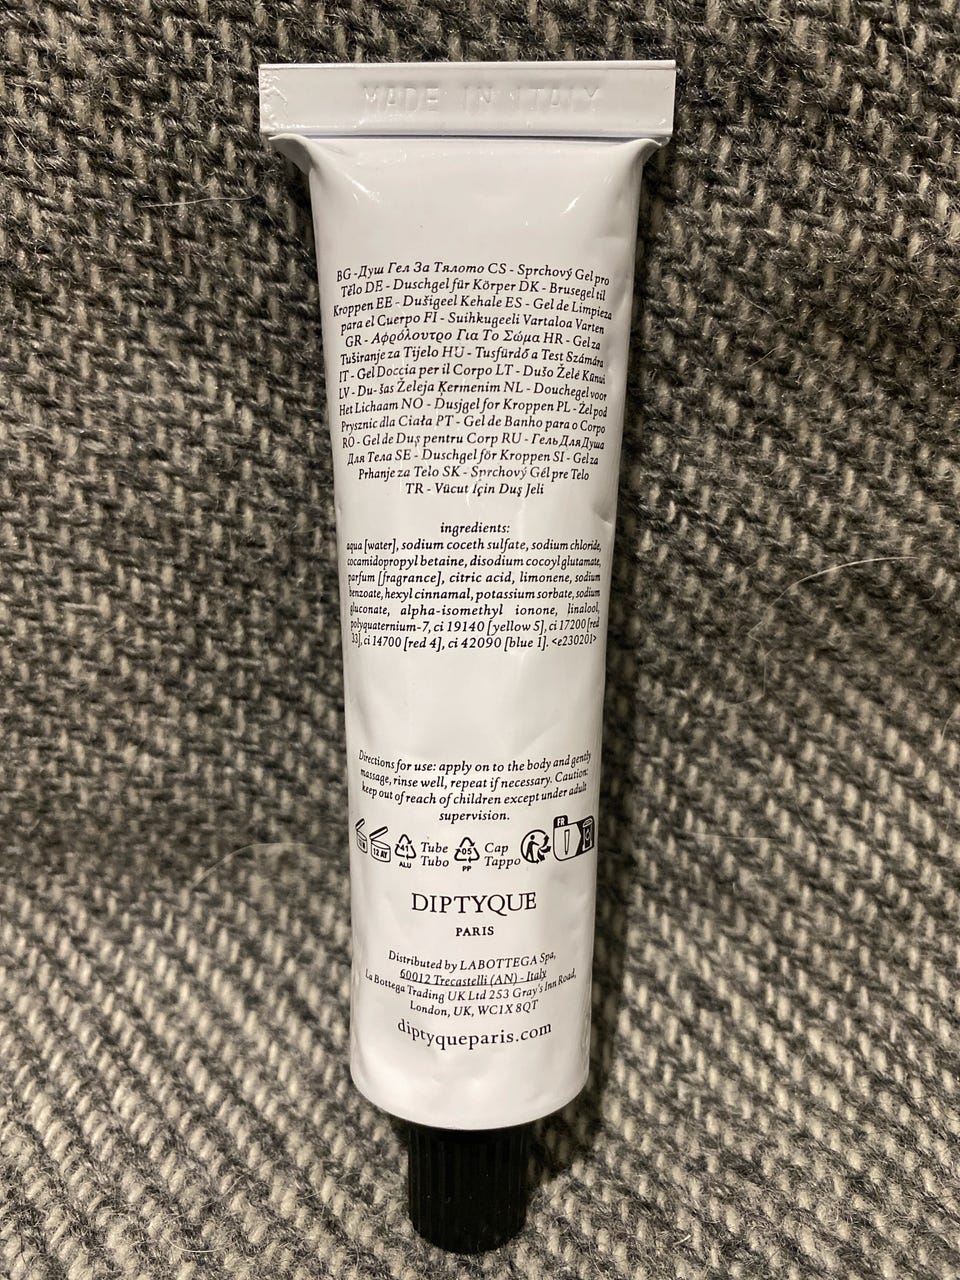 MADE IN ITALY
BG - Душ Гел За Тялото CS - Sprchový Gel pro
Tělo DE - Duschgel für Körper DK - Brusegel til
Kroppen EE - Dušigeel Kehale ES - Gel de Limpieza
para el Cuerpo FI - Suihkugeeli Vartaloa Varten
GR - Αφρόλουτρο Για Το Σώμα HR - Gel za
Tuširanje za Tijelo HU - Tusfürdő a Test Számára
IT - Gel Doccia per il Corpo LT - Dušo Želė Kūnui
LV - Du- šas Želeja Ķermenim NL - Douchegel voor
Het Lichaam NO - Dusjgel for Kroppen PL - Żel pod
Prysznic dla Ciała PT - Gel de Banho para o Corpo
RO - Gel de Duș pentru Corp RU - Гель Для Душа
Для Тела SE - Duschgel för Kroppen SI - Gel za
Prhanje za Telo SK - Sprchový Gél pre Telo
TR - Vücut İçin Duş Jeli
ingredients:
aqua [water], sodium coceth sulfate, sodium chloride,
cocamidopropyl betaine, disodium cocoyl glutamate,
parfum [fragrance], citric acid, limonene, sodium
benzoate, hexyl cinnamal, potassium sorbate, sodium
gluconate, alpha-isomethyl ionone, linalool,
polyquaternium-7, ci 19140 [yellow 5], ci 17200 [red
33], ci 14700 [red 4], ci 42090 [blue 1]. <e230201>
Directions for use: apply on to the body and gently
massage, rinse well, repeat if necessary. Caution:
keep out of reach of children except under adult
supervision.
12 AY 41 ALU Tube Tubo 05 PP Cap Tappo FR
DIPTYQUE
PARIS
Distributed by LABOTTEGA Spa,
60012 Trecastelli (AN) - Italy
La Bottega Trading UK Ltd 253 Gray's Inn Road,
London, UK, WC1X 8QT
diptyqueparis.com